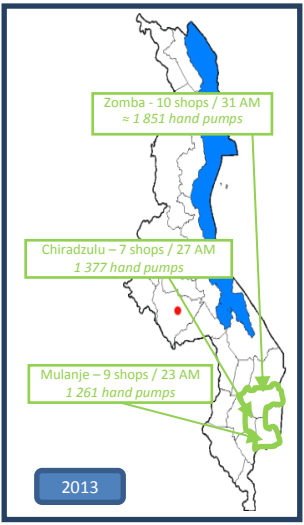 Zomba - 10 shops / 31 AM
≈ 1 851 hand pumps
Chiradzulu – 7 shops / 27 AM
1 377 hand pumps
Mulanje – 9 shops / 23 AM
1 261 hand pumps
2013